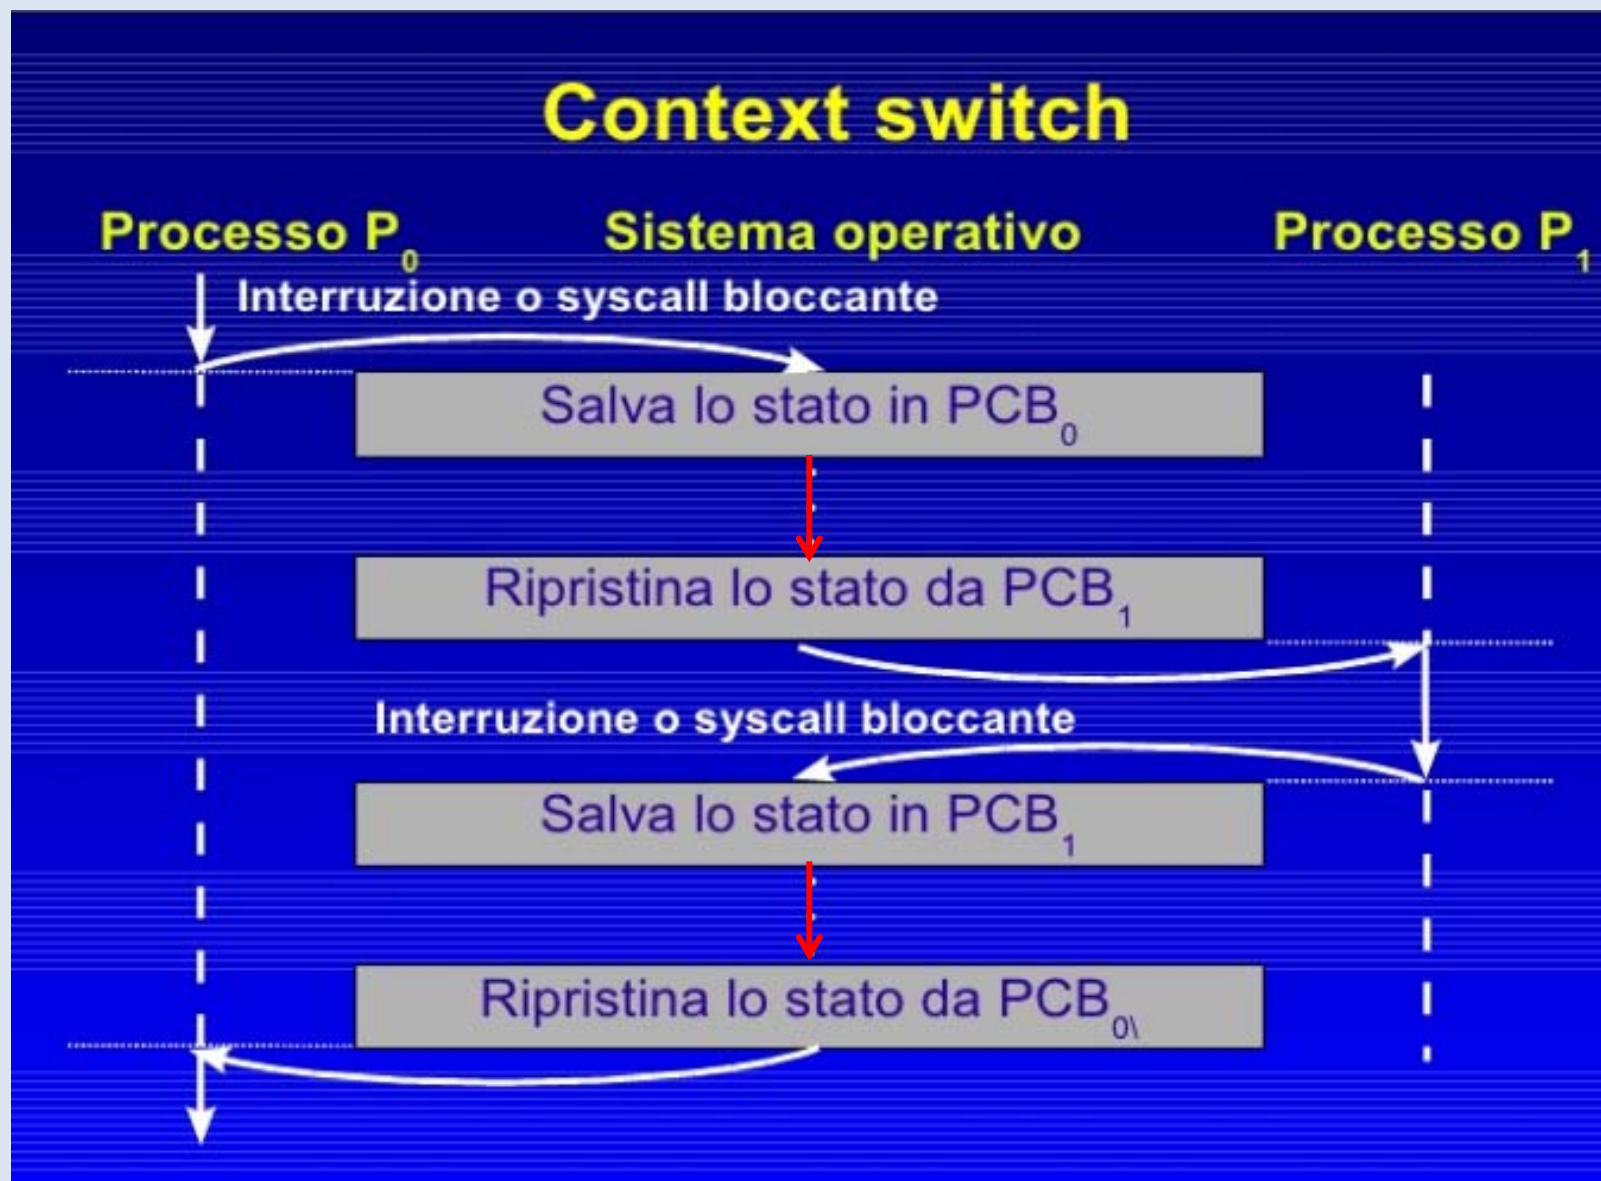 Context switch
Processo P0 Sistema operativo Processo P1
Interruzione o syscall bloccante
Salva lo stato in PCB0
Ripristina lo stato da PCB1
Interruzione o syscall bloccante
Salva lo stato in PCB1
Ripristina lo stato da PCB0\